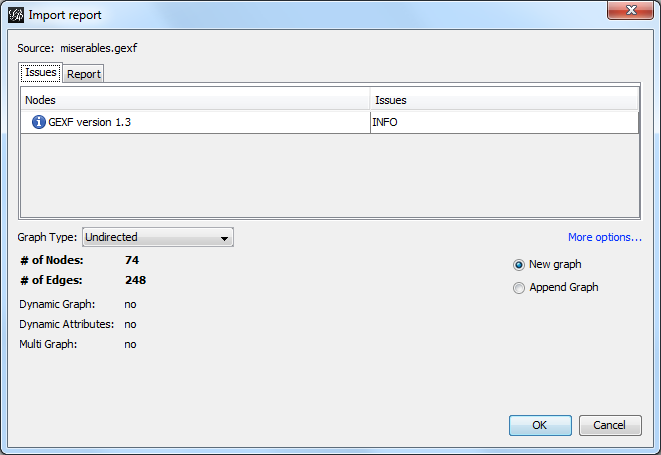 Import report
Source: miserables.gexf
Issues Report
Nodes Issues
GEXF version 1.3 INFO
Graph Type: Undirected More options...
# of Nodes: 74 New graph
# of Edges: 248 Append Graph
Dynamic Graph: no
Dynamic Attributes: no
Multi Graph: no
OK Cancel